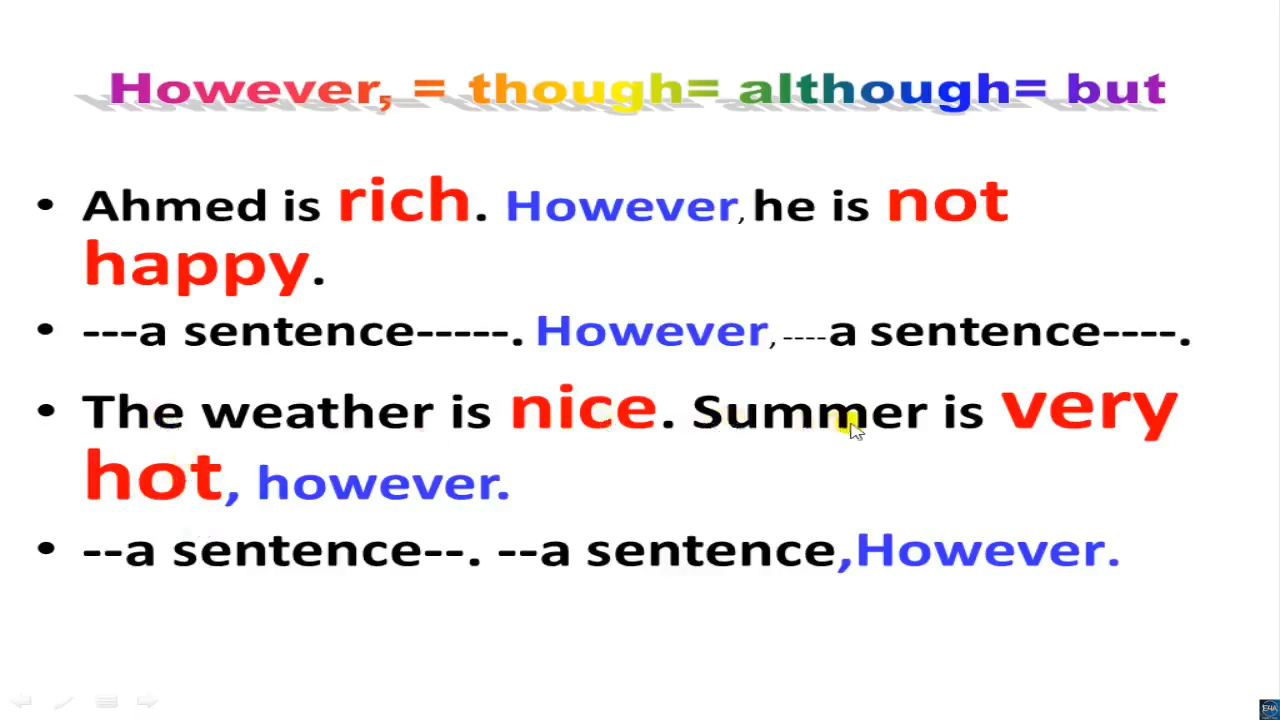 However, = though= although= but
• Ahmed is rich. However, he is not
happy.
• ---a sentence-----. However, ----a sentence----.
• The weather is nice. Summer is very
hot, however.
• --a sentence--. --a sentence,However.